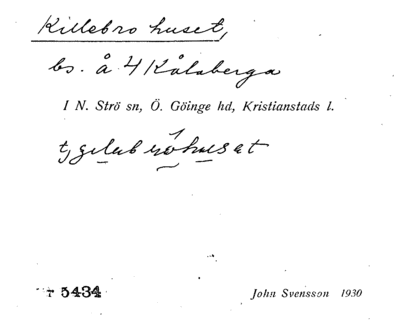 Killebro huset,
bs. å 4 Kålaberga
I N. Strö sn, Ö. Göinge hd, Kristianstads l.
5434
John Svensson 1930